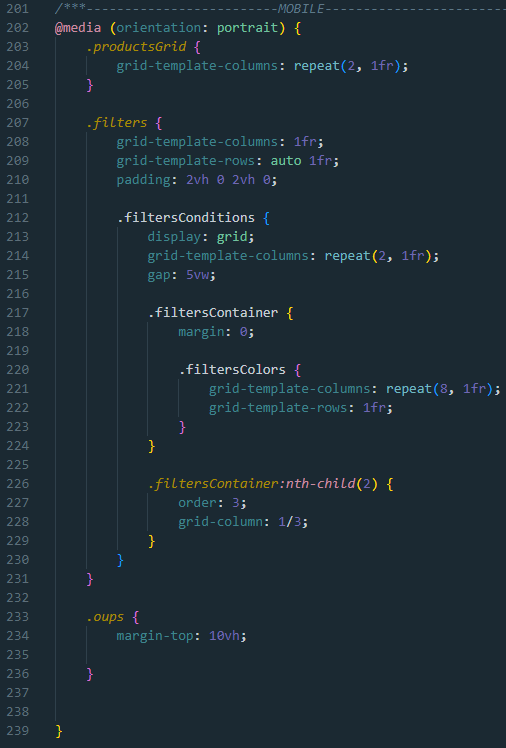 201 /***-------------------------MOBILE------------------------
202 @media (orientation: portrait) {
203 .productsGrid {
204 grid-template-columns: repeat(2, 1fr);
205 }
206
207 .filters {
208 grid-template-columns: 1fr;
209 grid-template-rows: auto 1fr;
210 padding: 2vh 0 2vh 0;
211
212 .filtersConditions {
213 display: grid;
214 grid-template-columns: repeat(2, 1fr);
215 gap: 5vw;
216
217 .filtersContainer {
218 margin: 0;
219
220 .filtersColors {
221 grid-template-columns: repeat(8, 1fr);
222 grid-template-rows: 1fr;
223 }
224 }
225
226 .filtersContainer:nth-child(2) {
227 order: 3;
228 grid-column: 1/3;
229 }
230 }
231 }
232
233 .oups {
234 margin-top: 10vh;
235
236 }
237
238
239 }